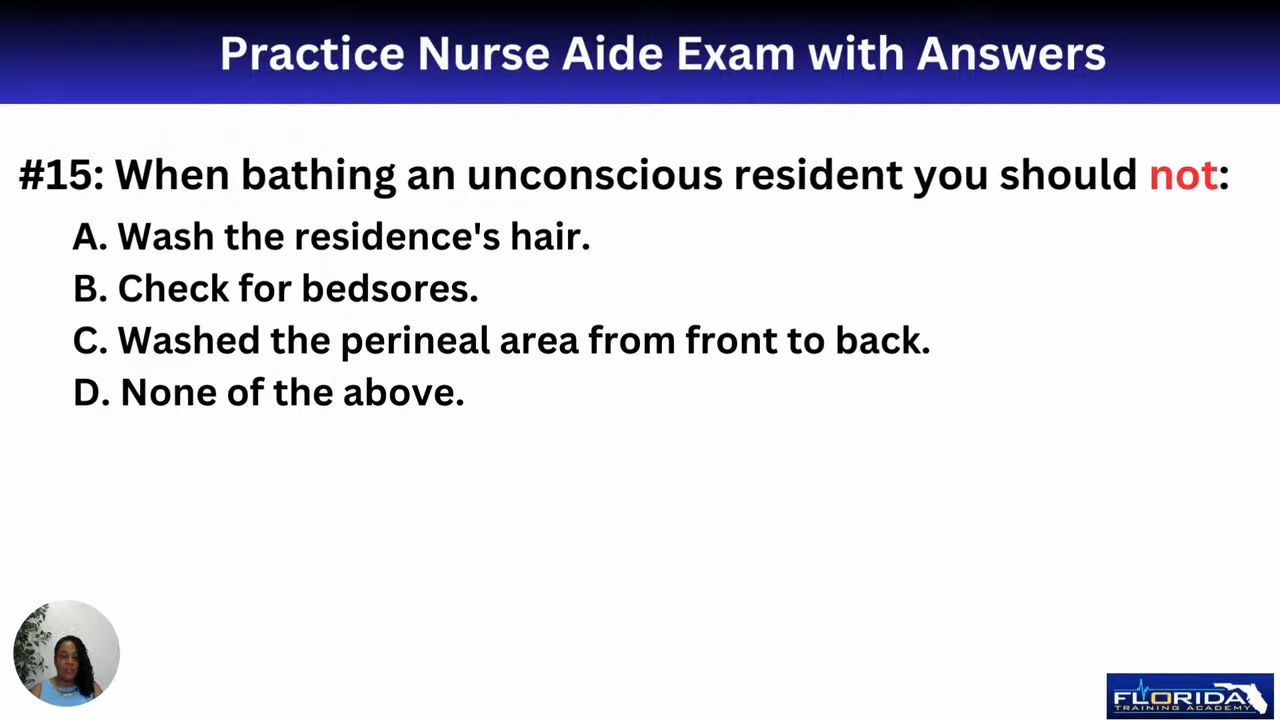 Practice Nurse Aide Exam with Answers
#15: When bathing an unconscious resident you should not:
A. Wash the residence's hair.
B. Check for bedsores.
C. Washed the perineal area from front to back.
D. None of the above.
FLORIDA
TRAINING ACADEMY